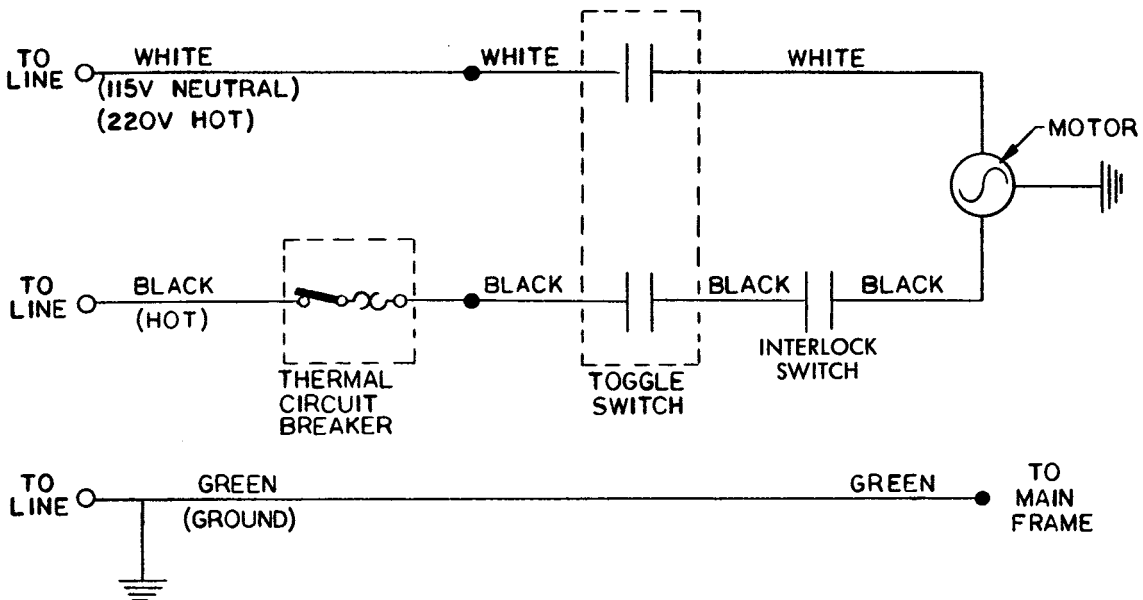 TO
LINE
WHITE
(115V NEUTRAL)
(220V HOT)
WHITE
WHITE
MOTOR
TO
LINE
BLACK
(HOT)
BLACK
BLACK
BLACK
THERMAL
CIRCUIT
BREAKER
TOGGLE
SWITCH
INTERLOCK
SWITCH
TO
LINE
GREEN
(GROUND)
GREEN
TO
MAIN
FRAME